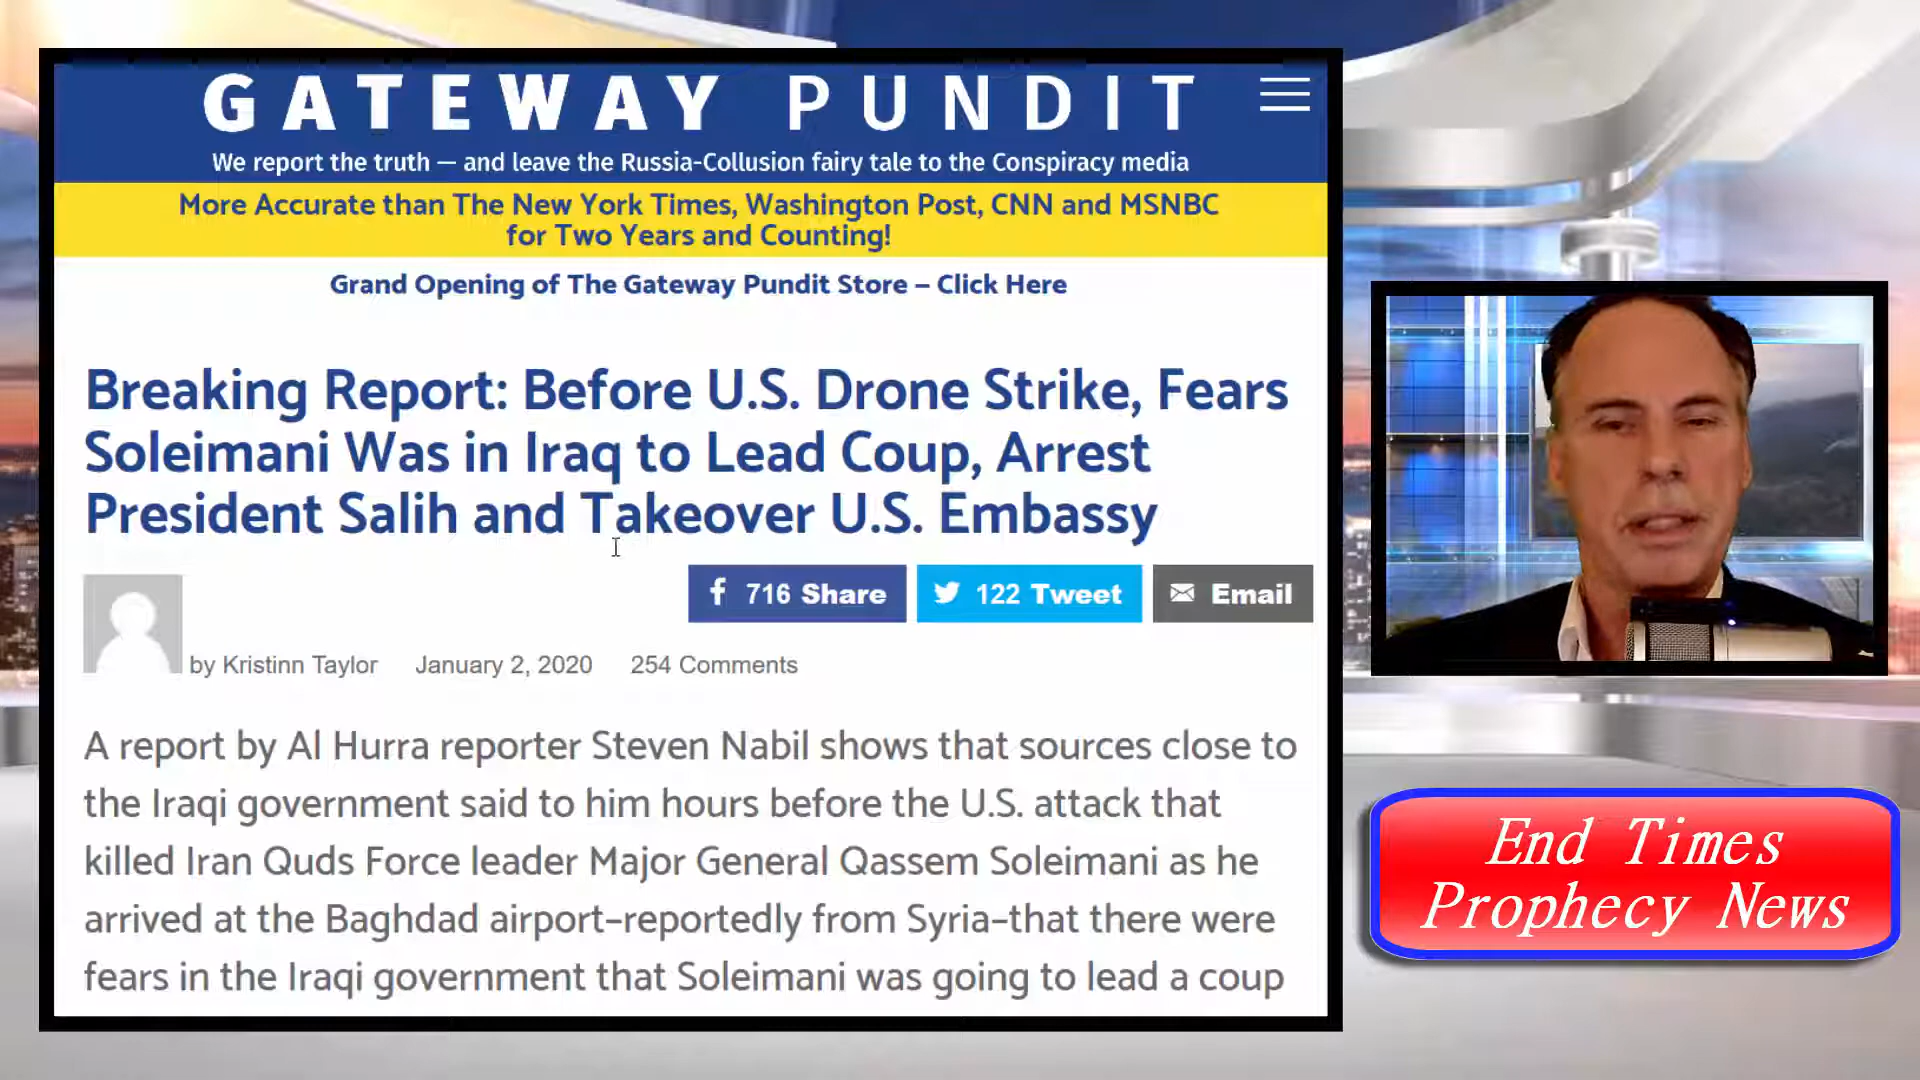 GATEWAY PUNDIT
We report the truth — and leave the Russia-Collusion fairy tale to the Conspiracy media
More Accurate than The New York Times, Washington Post, CNN and MSNBC
for Two Years and Counting!
Grand Opening of The Gateway Pundit Store – Click Here
Breaking Report: Before U.S. Drone Strike, Fears
Soleimani Was in Iraq to Lead Coup, Arrest
President Salih and Takeover U.S. Embassy
716 Share
122 Tweet
Email
by Kristinn Taylor January 2, 2020 254 Comments
A report by Al Hurra reporter Steven Nabil shows that sources close to
the Iraqi government said to him hours before the U.S. attack that
killed Iran Quds Force leader Major General Qassem Soleimani as he
arrived at the Baghdad airport–reportedly from Syria–that there were
fears in the Iraqi government that Soleimani was going to lead a coup
End Times
Prophecy News